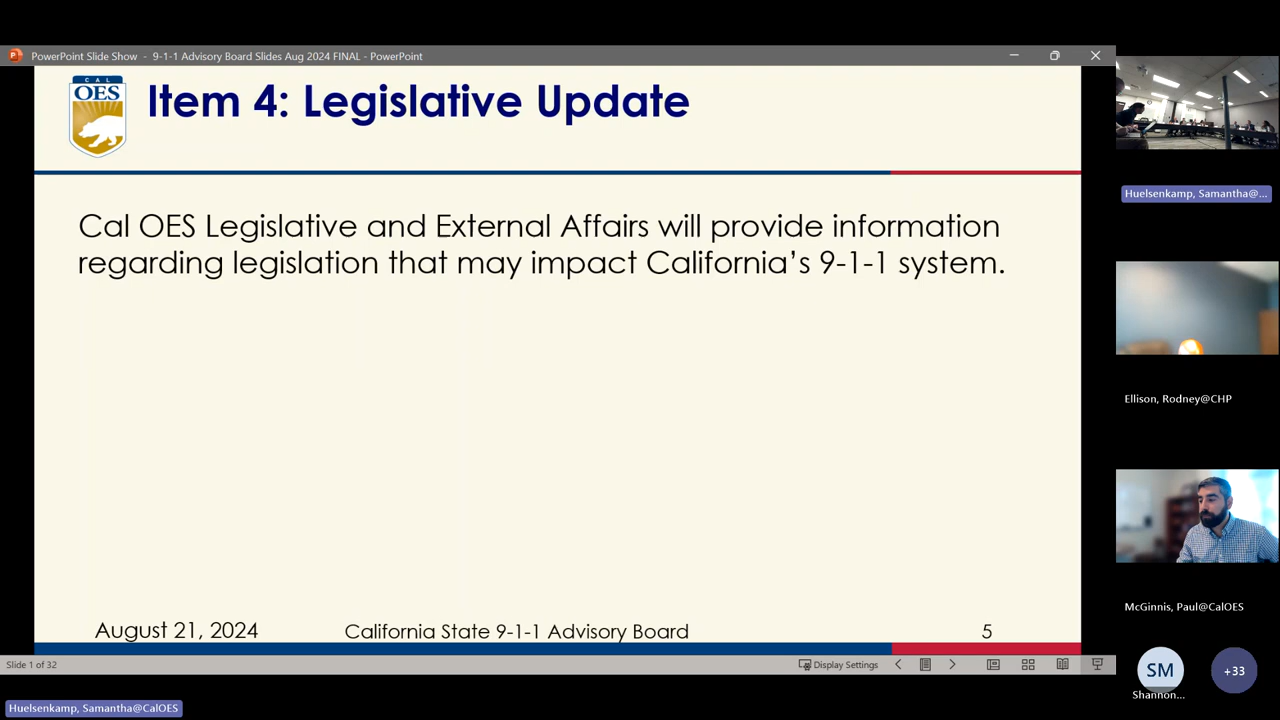 PowerPoint Slide Show - 9-1-1 Advisory Board Slides Aug 2024 FINAL - PowerPoint
CAL
OES
Item 4: Legislative Update
Cal OES Legislative and External Affairs will provide information
regarding legislation that may impact California's 9-1-1 system.
August 21, 2024
California State 9-1-1 Advisory Board
5
Slide 1 of 32
Display Settings
Huelsenkamp, Samantha@CalOES
Huelsenkamp, Samantha@...
Ellison, Rodney@CHP
McGinnis, Paul@CalOES
SM
Shannon...
+33